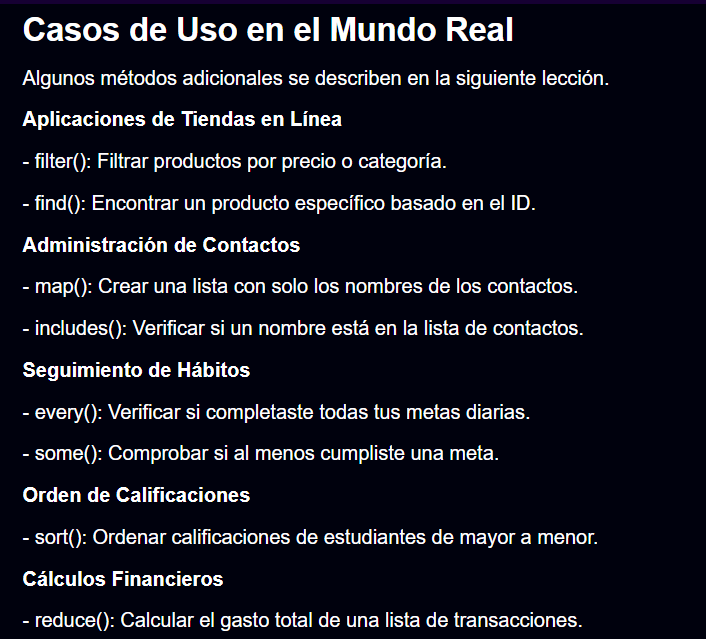 Casos de Uso en el Mundo Real
Algunos métodos adicionales se describen en la siguiente lección.
Aplicaciones de Tiendas en Línea
- filter(): Filtrar productos por precio o categoría.
- find(): Encontrar un producto específico basado en el ID.
Administración de Contactos
- map(): Crear una lista con solo los nombres de los contactos.
- includes(): Verificar si un nombre está en la lista de contactos.
Seguimiento de Hábitos
- every(): Verificar si completaste todas tus metas diarias.
- some(): Comprobar si al menos cumpliste una meta.
Orden de Calificaciones
- sort(): Ordenar calificaciones de estudiantes de mayor a menor.
Cálculos Financieros
- reduce(): Calcular el gasto total de una lista de transacciones.